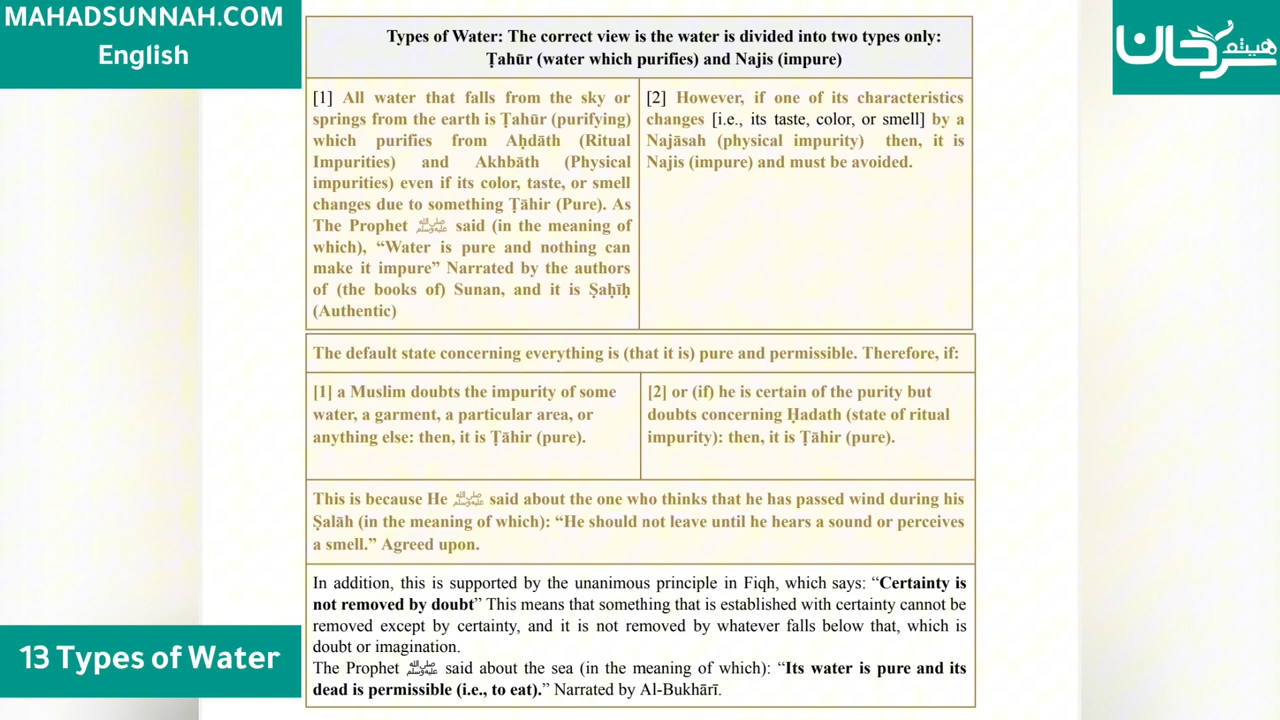 MAHADSUNNAH.COM
English
هيثم
سرحان
Types of Water: The correct view is the water is divided into two types only:
Ṭahūr (water which purifies) and Najis (impure)
[1] All water that falls from the sky or
springs from the earth is Ṭahūr (purifying)
which purifies from Aḥdāth (Ritual
Impurities) and Akhbāth (Physical
impurities) even if its color, taste, or smell
changes due to something Ṭāhir (Pure). As
The Prophet ﷺ said (in the meaning of
which), “Water is pure and nothing can
make it impure” Narrated by the authors
of (the books of) Sunan, and it is Ṣaḥīḥ
(Authentic)
[2] However, if one of its characteristics
changes [i.e., its taste, color, or smell] by a
Najāsah (physical impurity) then, it is
Najis (impure) and must be avoided.
The default state concerning everything is (that it is) pure and permissible. Therefore, if:
[1] a Muslim doubts the impurity of some
water, a garment, a particular area, or
anything else: then, it is Ṭāhir (pure).
[2] or (if) he is certain of the purity but
doubts concerning Ḥadath (state of ritual
impurity): then, it is Ṭāhir (pure).
This is because He ﷺ said about the one who thinks that he has passed wind during his
Ṣalāh (in the meaning of which): “He should not leave until he hears a sound or perceives
a smell.” Agreed upon.
In addition, this is supported by the unanimous principle in Fiqh, which says: “Certainty is
not removed by doubt” This means that something that is established with certainty cannot be
removed except by certainty, and it is not removed by whatever falls below that, which is
doubt or imagination.
The Prophet ﷺ said about the sea (in the meaning of which): “Its water is pure and its
dead is permissible (i.e., to eat).” Narrated by Al-Bukhārī.
13 Types of Water